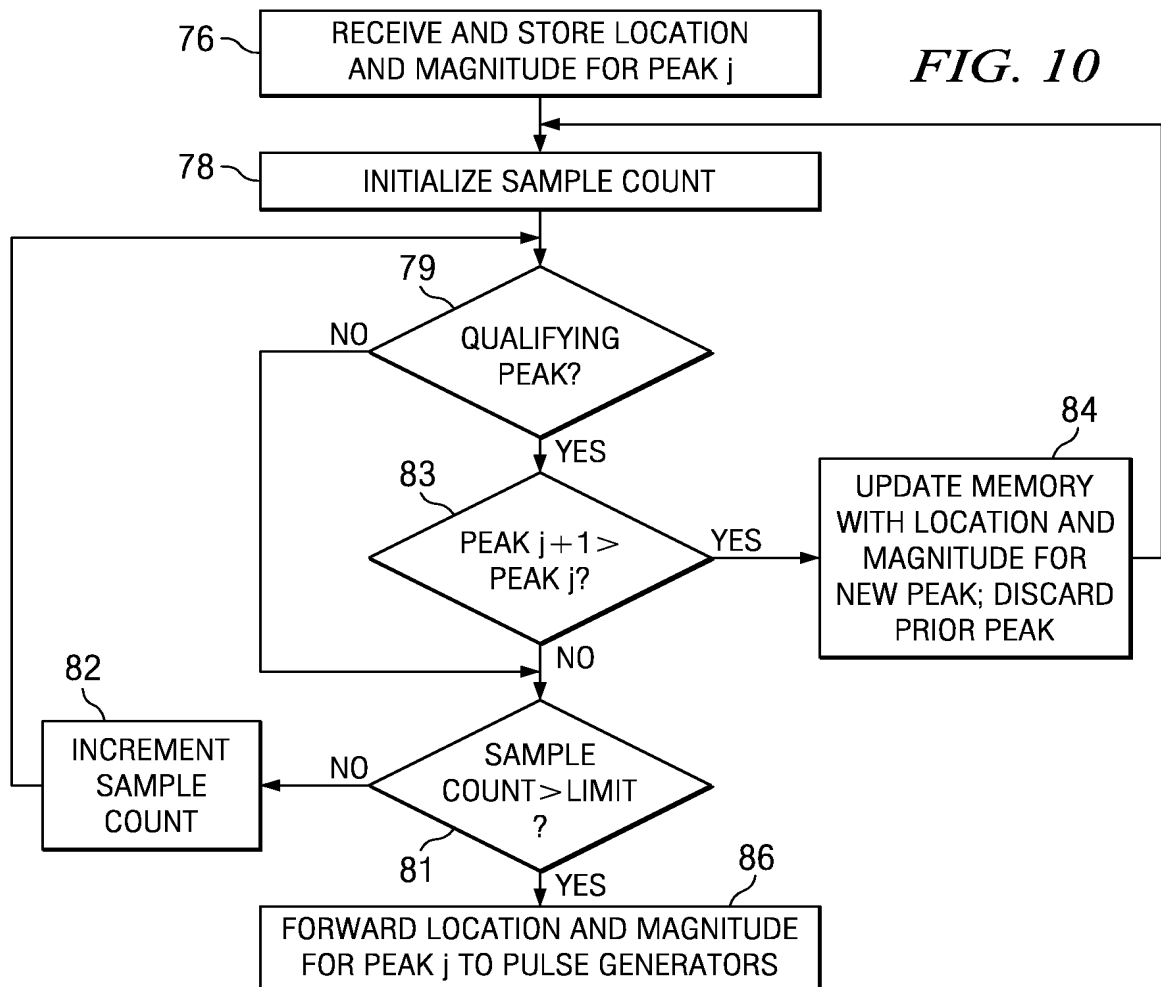 76
RECEIVE AND STORE LOCATION
AND MAGNITUDE FOR PEAK j
FIG. 10
78
INITIALIZE SAMPLE COUNT
79
NO
QUALIFYING
PEAK?
YES
83
PEAK j+1>
PEAK j?
YES
84
UPDATE MEMORY
WITH LOCATION AND
MAGNITUDE FOR
NEW PEAK; DISCARD
PRIOR PEAK
NO
82
INCREMENT
SAMPLE
COUNT
NO
SAMPLE
COUNT>LIMIT
?
81
YES
86
FORWARD LOCATION AND MAGNITUDE
FOR PEAK j TO PULSE GENERATORS